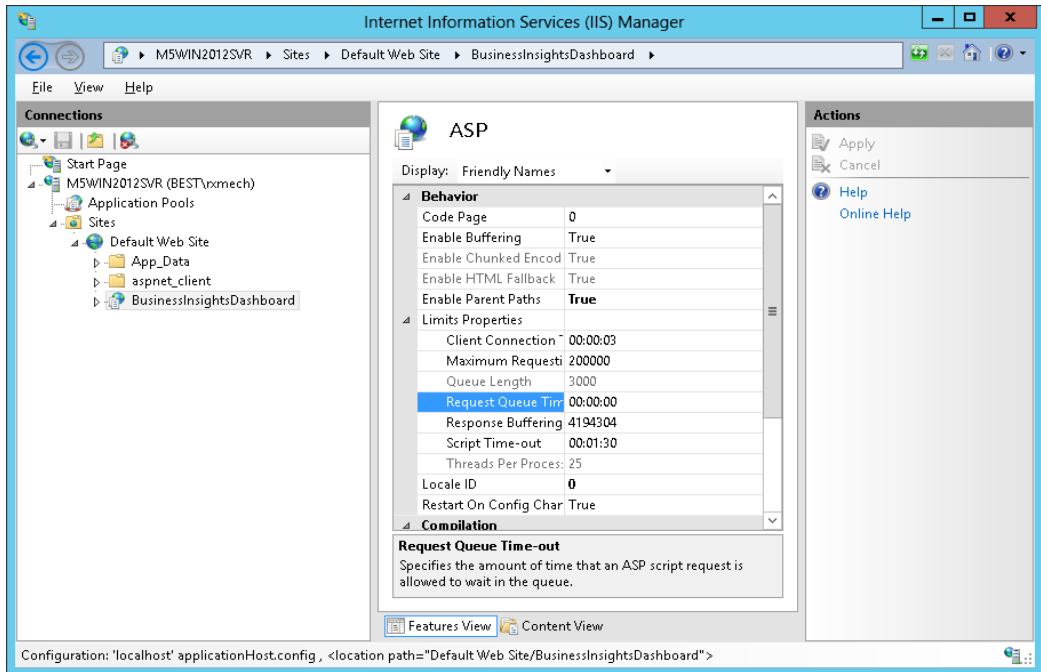 Internet Information Services (IIS) Manager
M5WIN2012SVR Sites Default Web Site BusinessInsightsDashboard
File View Help
Connections
Start Page
M5WIN2012SVR (BEST\rxmech)
Application Pools
Sites
Default Web Site
App_Data
aspnet_client
BusinessInsightsDashboard
ASP
Display: Friendly Names
Behavior
Code Page 0
Enable Buffering True
Enable Chunked Encod True
Enable HTML Fallback True
Enable Parent Paths True
Limits Properties
Client Connection T 00:00:03
Maximum Requesti 200000
Queue Length 3000
Request Queue Tim 00:00:00
Response Buffering 4194304
Script Time-out 00:01:30
Threads Per Proces: 25
Locale ID 0
Restart On Config Char True
Compilation
Request Queue Time-out
Specifies the amount of time that an ASP script request is
allowed to wait in the queue.
Features View Content View
Actions
Apply
Cancel
Help
Online Help
Configuration: 'localhost' applicationHost.config , <location path="Default Web Site/BusinessInsightsDashboard">